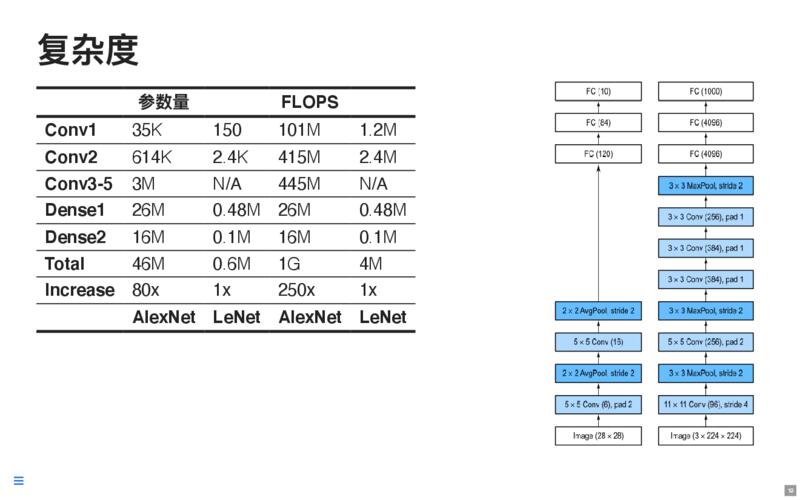 复杂度
参数量 FLOPS
Conv1 35K 150 101M 1.2M
Conv2 614K 2.4K 415M 2.4M
Conv3-5 3M N/A 445M N/A
Dense1 26M 0.48M 26M 0.48M
Dense2 16M 0.1M 16M 0.1M
Total 46M 0.6M 1G 4M
Increase 80x 1x 250x 1x
AlexNet LeNet AlexNet LeNet
FC (10)
FC (84)
FC (120)
2 × 2 AvgPool, stride 2
5 × 5 Conv (16)
2 × 2 AvgPool, stride 2
5 × 5 Conv (6), pad 2
Image (28 × 28)
FC (1000)
FC (4096)
FC (4096)
3 × 3 MaxPool, stride 2
3 × 3 Conv (256), pad 1
3 × 3 Conv (384), pad 1
3 × 3 Conv (384), pad 1
3 × 3 MaxPool, stride 2
5 × 5 Conv (256), pad 2
3 × 3 MaxPool, stride 2
11 × 11 Conv (96), stride 4
Image (3 × 224 × 224)